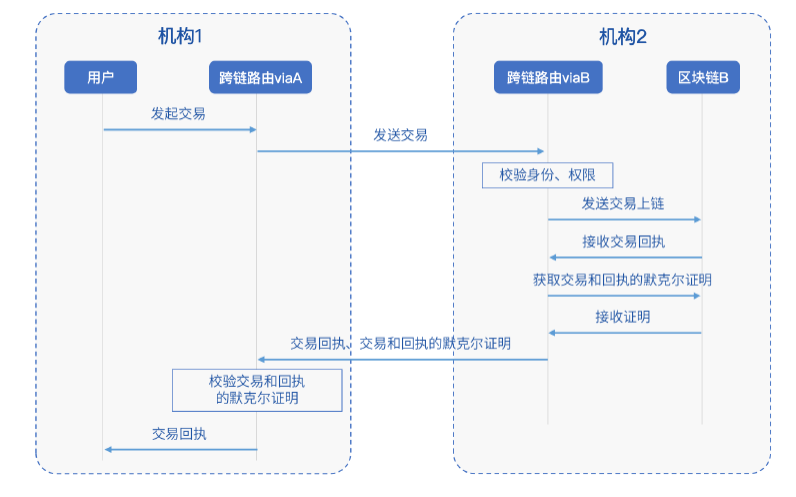 机构1
机构2
用户
跨链路由viaA
跨链路由viaB
区块链B
发起交易
发送交易
校验身份、权限
发送交易上链
接收交易回执
获取交易和回执的默克尔证明
接收证明
交易回执、交易和回执的默克尔证明
校验交易和回执
的默克尔证明
交易回执